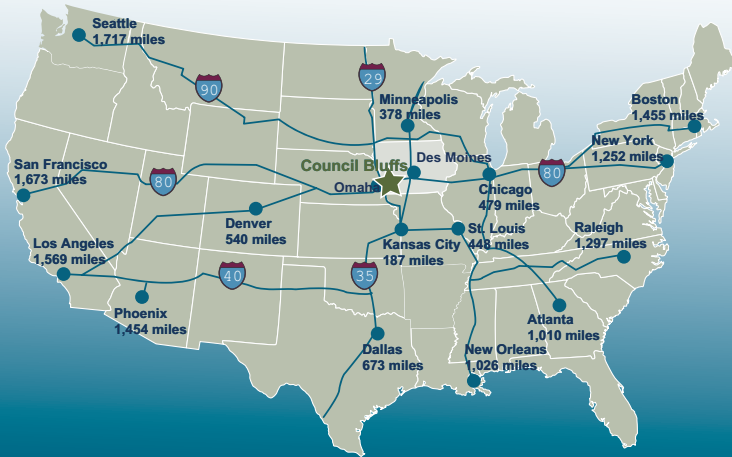 Seattle
1,717 miles
90
29
Minneapolis
378 miles
Boston
1,455 miles
New York
1,252 miles
San Francisco
1,673 miles
80
Council Bluffs
Des Moines
80
Omaha
Chicago
479 miles
Denver
540 miles
Los Angeles
1,569 miles
Kansas City
187 miles
St. Louis
448 miles
Raleigh
1,297 miles
40
35
Phoenix
1,454 miles
Atlanta
1,010 miles
Dallas
673 miles
New Orleans
1,026 miles